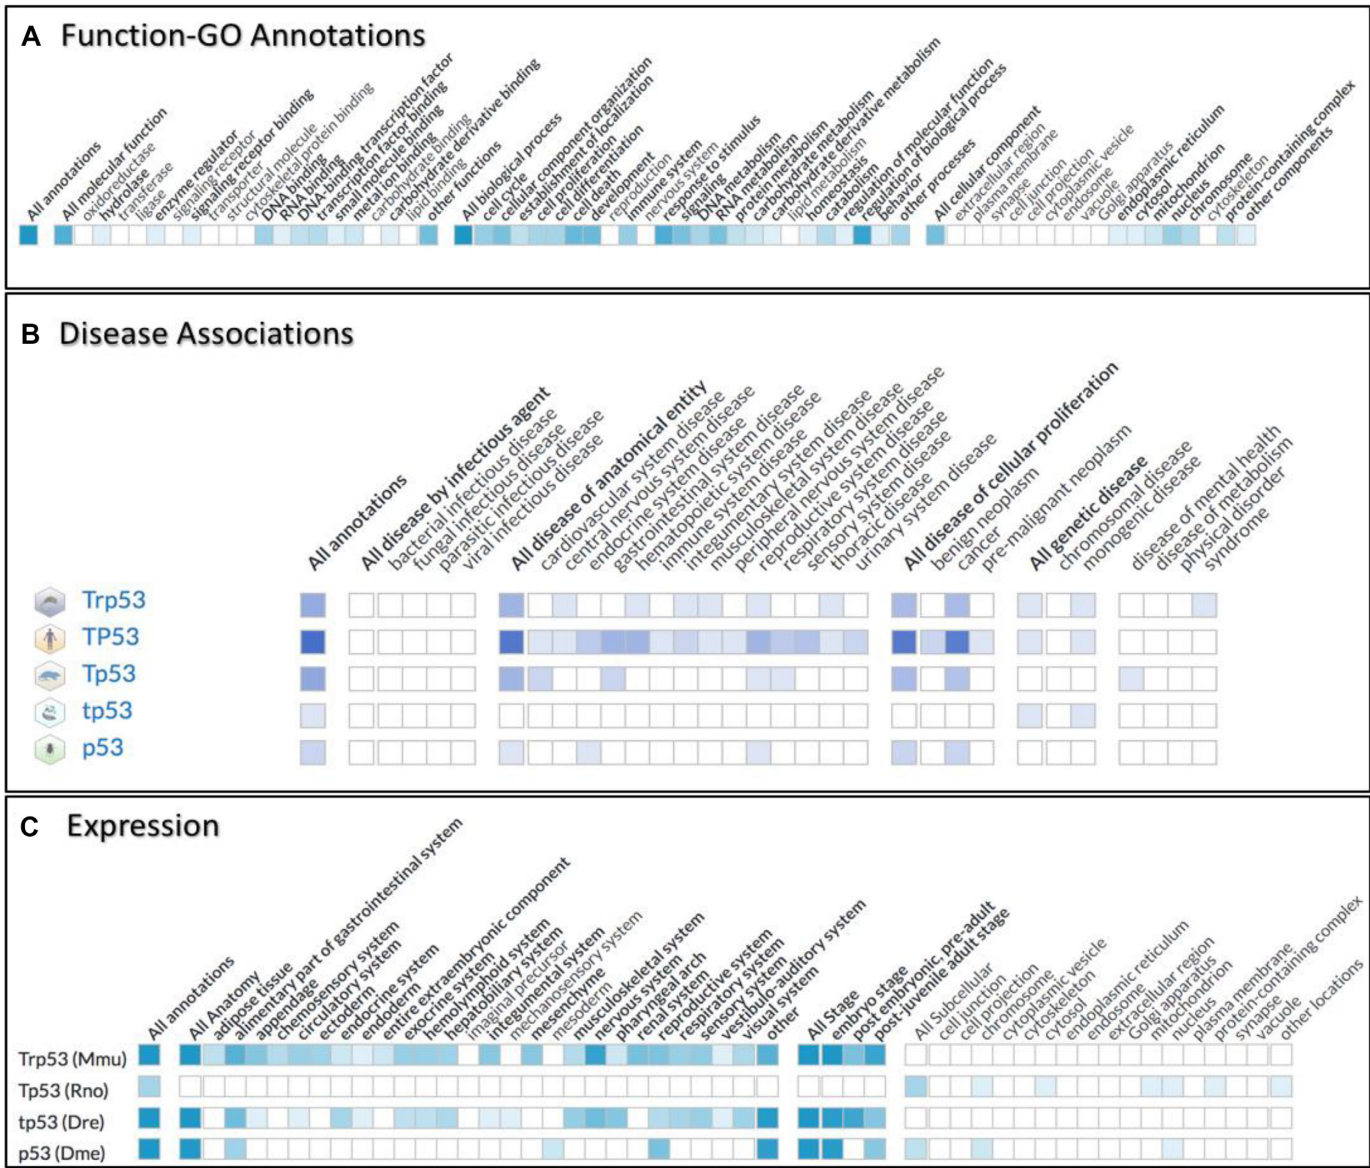 A Function-GO Annotations
All annotations
All molecular function
oxidoreductase
hydrolase
transferase
ligase
enzyme regulator
signaling receptor
signaling receptor binding
transporter
structural molecule
cytoskeletal protein binding
DNA binding
RNA binding
DNA-binding transcription factor
transcription factor binding
small molecule binding
metal ion binding
carbohydrate binding
carbohydrate derivative binding
lipid binding
other functions
All biological process
cell cycle
cellular component organization
establishment of localization
cell proliferation
cell differentiation
cell death
development
reproduction
immune system
nervous system
response to stimulus
signaling
DNA metabolism
RNA metabolism
protein metabolism
carbohydrate metabolism
carbohydrate derivative metabolism
lipid metabolism
homeostasis
catabolism
regulation of molecular function
regulation of biological process
behavior
other processes
All cellular component
extracellular region
plasma membrane
synapse
cell junction
cell projection
cytoplasmic vesicle
endosome
vacuole
Golgi apparatus
endoplasmic reticulum
cytosol
mitochondrion
nucleus
chromosome
cytoskeleton
protein-containing complex
other components
B Disease Associations
All annotations
All disease by infectious agent
bacterial infectious disease
fungal infectious disease
parasitic infectious disease
viral infectious disease
All disease of anatomical entity
cardiovascular system disease
central nervous system disease
endocrine system disease
gastrointestinal system disease
hematopoietic system disease
immune system disease
integumentary system disease
musculoskeletal system disease
peripheral nervous system disease
reproductive system disease
respiratory system disease
sensory system disease
thoracic disease
urinary system disease
All disease of cellular proliferation
benign neoplasm
cancer
pre-malignant neoplasm
All genetic disease
chromosomal disease
monogenic disease
disease of mental health
disease of metabolism
physical disorder
syndrome
Trp53
TP53
Tp53
tp53
p53
C Expression
All annotations
All Anatomy
adipose tissue
alimentary part of gastrointestinal system
appendage
chemosensory system
circulatory system
ectoderm
endocrine system
endoderm
entire extraembryonic component
exocrine system
hemolymphoid system
hepatobiliary system
imaginal precursor
integumental system
mechanosensory system
mesenchyme
mesoderm
musculoskeletal system
nervous system
pharyngeal arch
renal system
reproductive system
respiratory system
sensory system
vestibulo-auditory system
visual system
other
All Stage
embryo stage
post embryonic, pre-adult
post-juvenile adult stage
All Subcellular
cell junction
cell projection
chromosome
cytoplasmic vesicle
cytoskeleton
cytosol
endoplasmic reticulum
endosome
extracellular region
Golgi apparatus
mitochondrion
nucleus
plasma membrane
protein-containing complex
synapse
vacuole
other locations
Trp53 (Mmu)
Tp53 (Rno)
tp53 (Dre)
p53 (Dme)